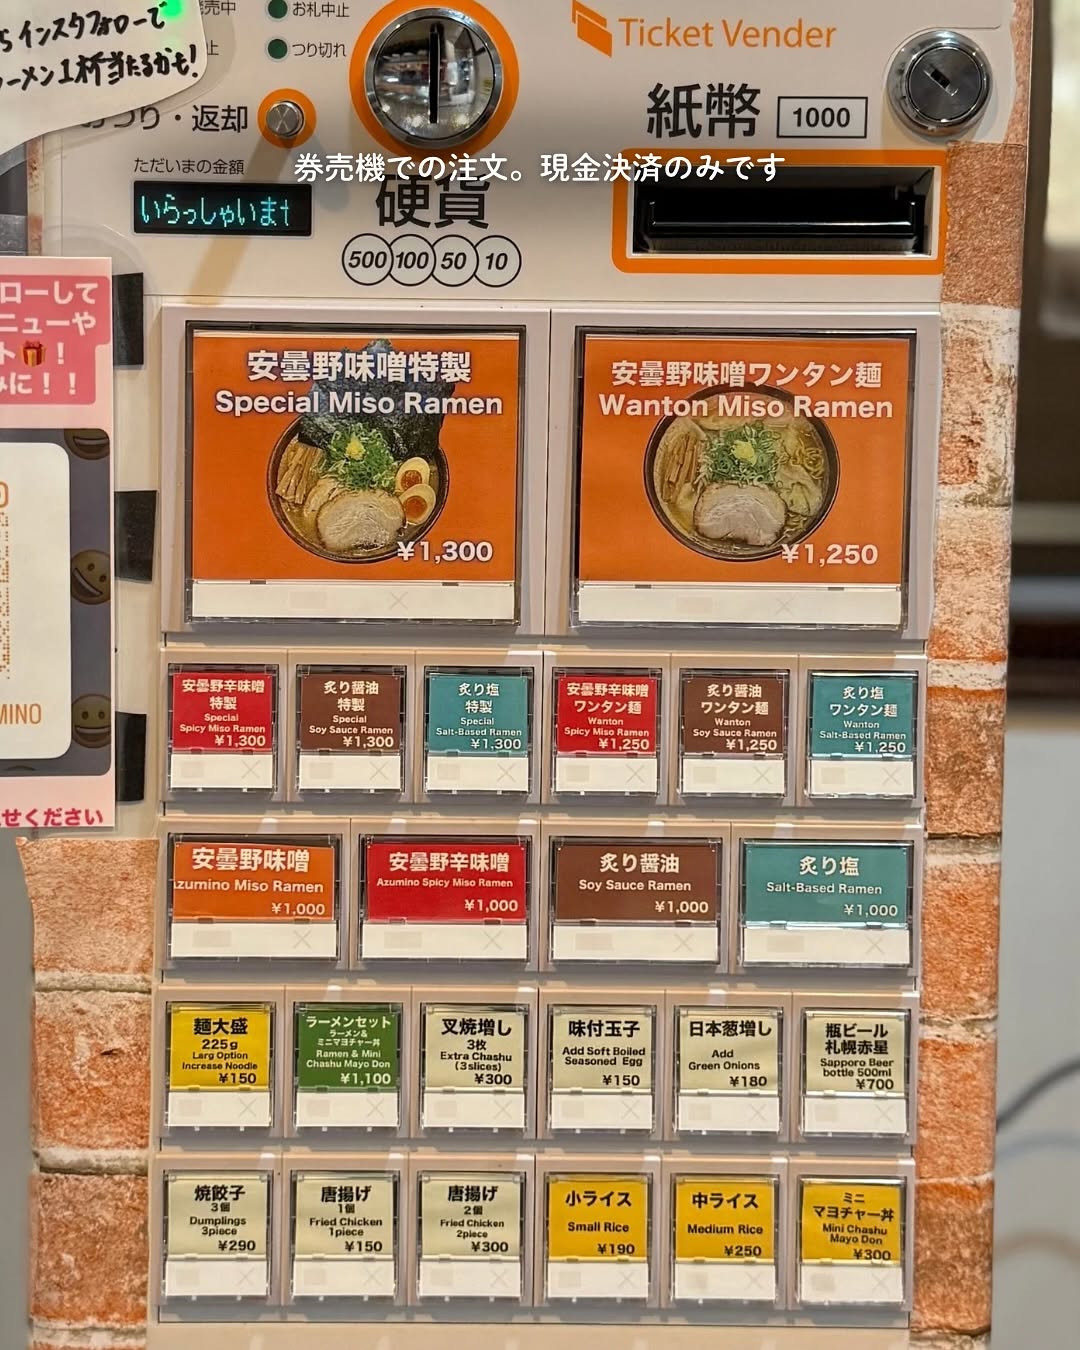 インスタフォローで
ラーメン1杯当たるかも!
お札中止
つり切れ
Ticket Vender
紙幣
1000
おつり・返却
ただいまの金額
いらっしゃいま
券売機での注文。現金決済のみです
硬貨
500 100 50 10
ローして
ニューや
ト🎁!
みに!!
MINO
せください
安曇野味噌特製
Special Miso Ramen
¥1,300
安曇野味噌ワンタン麺
Wanton Miso Ramen
¥1,250
安曇野辛味噌
特製
Special
Spicy Miso Ramen
¥1,300
炙り醤油
特製
Special
Soy Sauce Ramen
¥1,300
炙り塩
特製
Special
Salt-Based Ramen
¥1,300
安曇野辛味噌
ワンタン麺
Wanton
Spicy Miso Ramen
¥1,250
炙り醤油
ワンタン麺
Wanton
Soy Sauce Ramen
¥1,250
炙り塩
ワンタン麺
Wanton
Salt-Based Ramen
¥1,250
安曇野味噌
zumino Miso Ramen
¥1,000
安曇野辛味噌
Azumino Spicy Miso Ramen
¥1,000
炙り醤油
Soy Sauce Ramen
¥1,000
炙り塩
Salt-Based Ramen
¥1,000
麺大盛
225g
Larg Option
Increase Noodle
¥150
ラーメンセット
ラーメン&
ミニマヨチャー丼
Ramen & Mini
Chashu Mayo Don
¥1,100
叉焼増し
3枚
Extra Chashu
(3slices)
¥300
味付玉子
Add Soft Boiled
Seasoned Egg
¥150
日本葱増し
Add
Green Onions
¥180
瓶ビール
札幌赤星
Sapporo Beer
bottle 500ml
¥700
焼餃子
3個
Dumplings
3piece
¥290
唐揚げ
1個
Fried Chicken
1piece
¥150
唐揚げ
2個
Fried Chicken
2piece
¥300
小ライス
Small Rice
¥190
中ライス
Medium Rice
¥250
ミニ
マヨチャー丼
Mini Chashu
Mayo Don
¥300